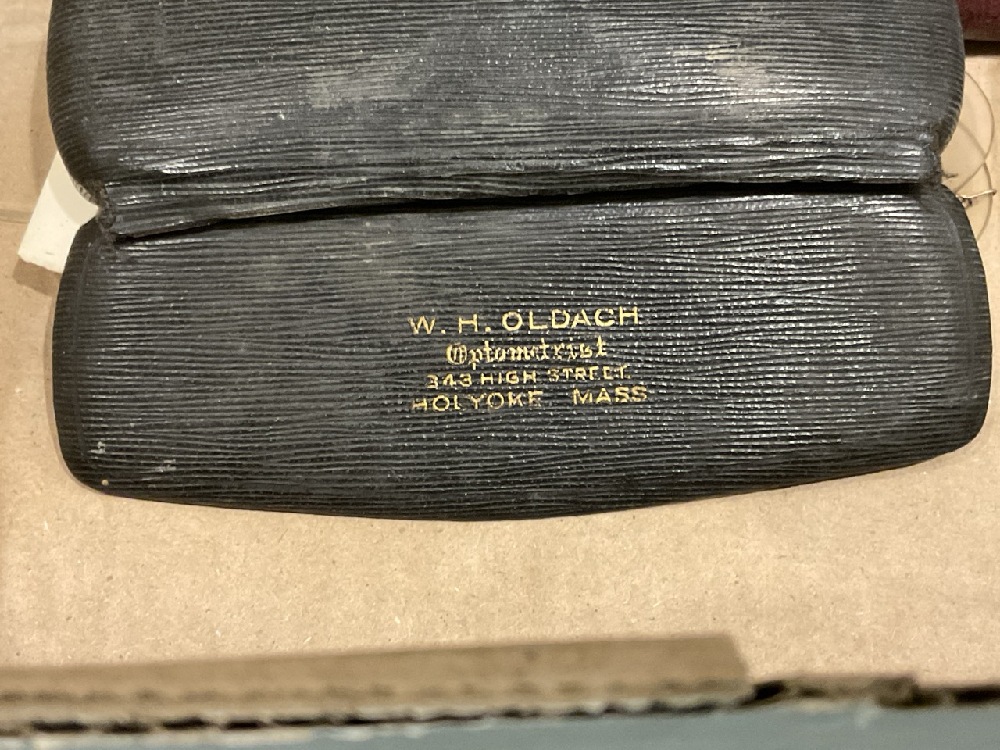 W. H. OLDACH
Optometrist
343 HIGH STREET.
HOLYOKE MASS